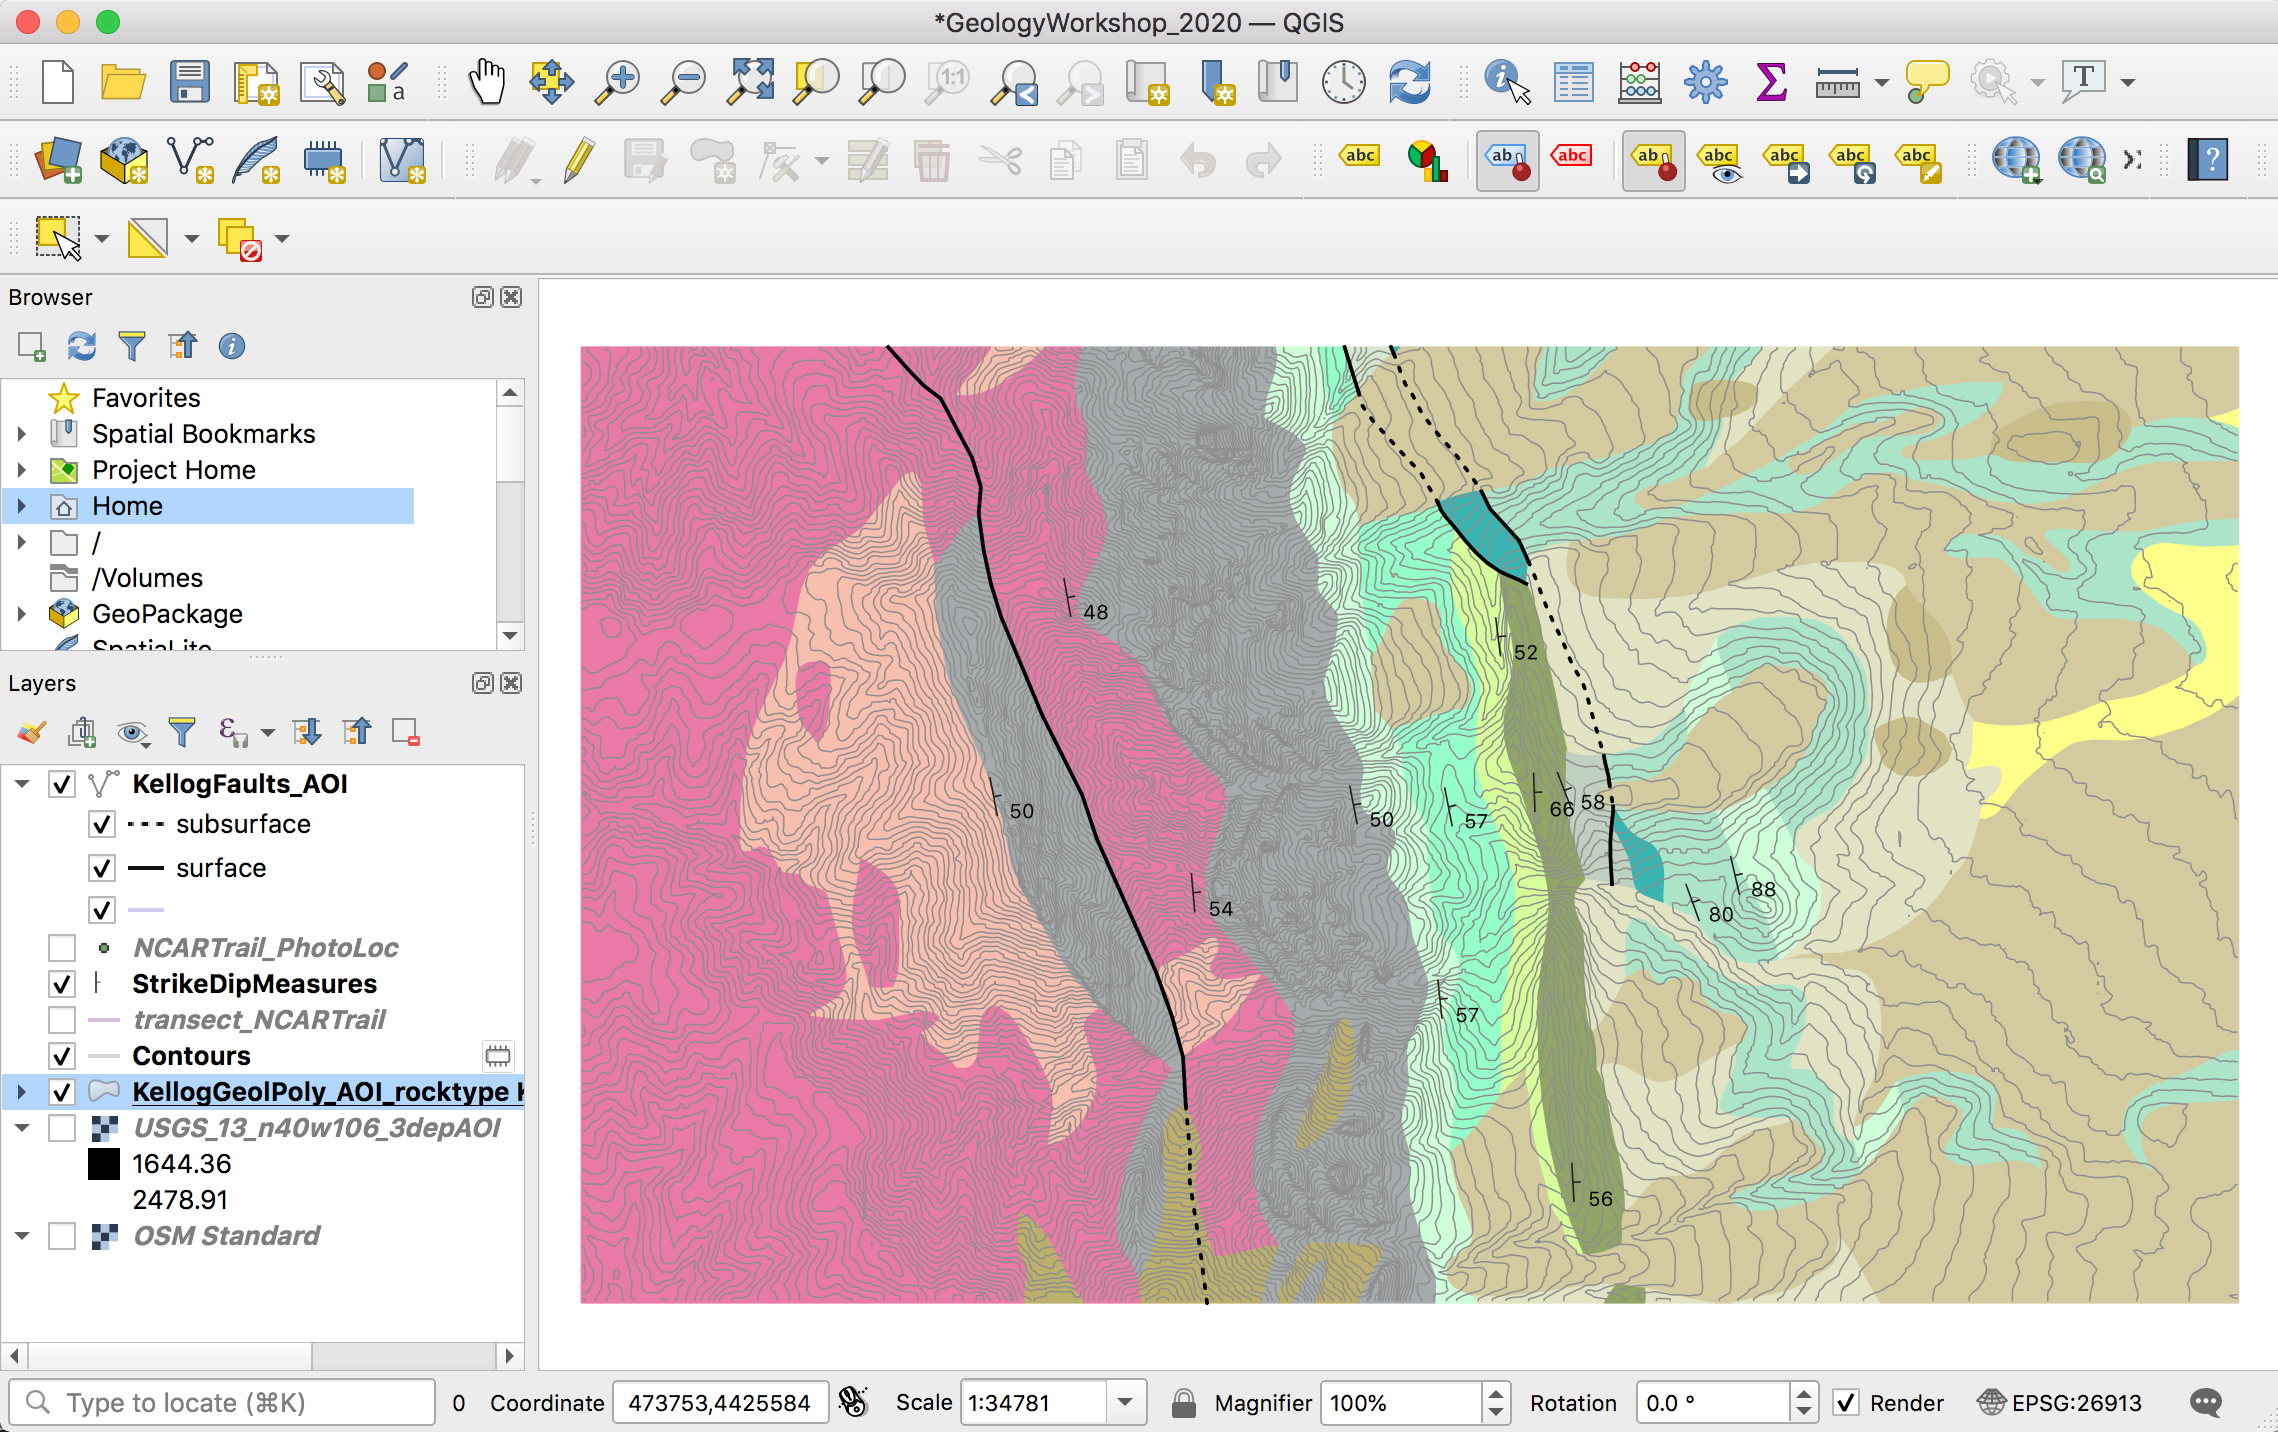 *GeologyWorkshop_2020 — QGIS
1:1
a
T
abc
ab
abc
ab
abc
abc
abc
abc
?
Browser
Favorites
Spatial Bookmarks
Project Home
Home
/
/Volumes
GeoPackage
SpatiaLite
Layers
KellogFaults_AOI
subsurface
surface
NCARTrail_PhotoLoc
StrikeDipMeasures
transect_NCARTrail
Contours
KellogGeolPoly_AOI_rocktype K
USGS_13_n40w106_3depAOI
1644.36
2478.91
OSM Standard
48
52
50
50
57
66
58
54
88
80
57
56
Type to locate (⌘K)
0
Coordinate
473753,4425584
Scale
1:34781
Magnifier
100%
Rotation
0.0 °
Render
EPSG:26913